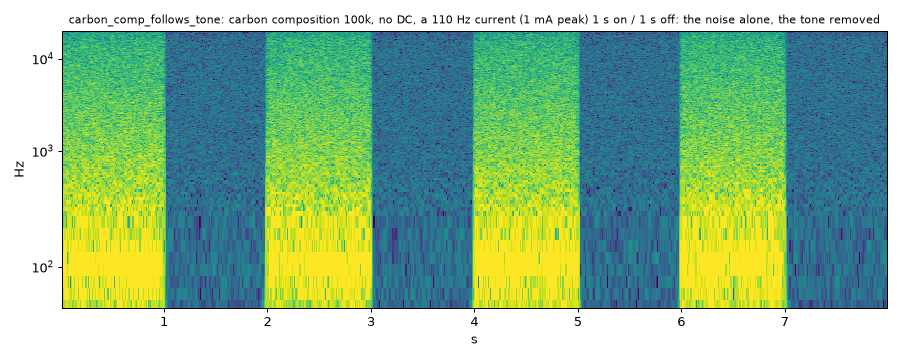 carbon_comp_follows_tone: carbon composition 100k, no DC, a 110 Hz current (1 mA peak) 1 s on / 1 s off: the noise alone, the tone removed
10⁴
10³
Hz
10²
1 2 3 4 5 6 7
s